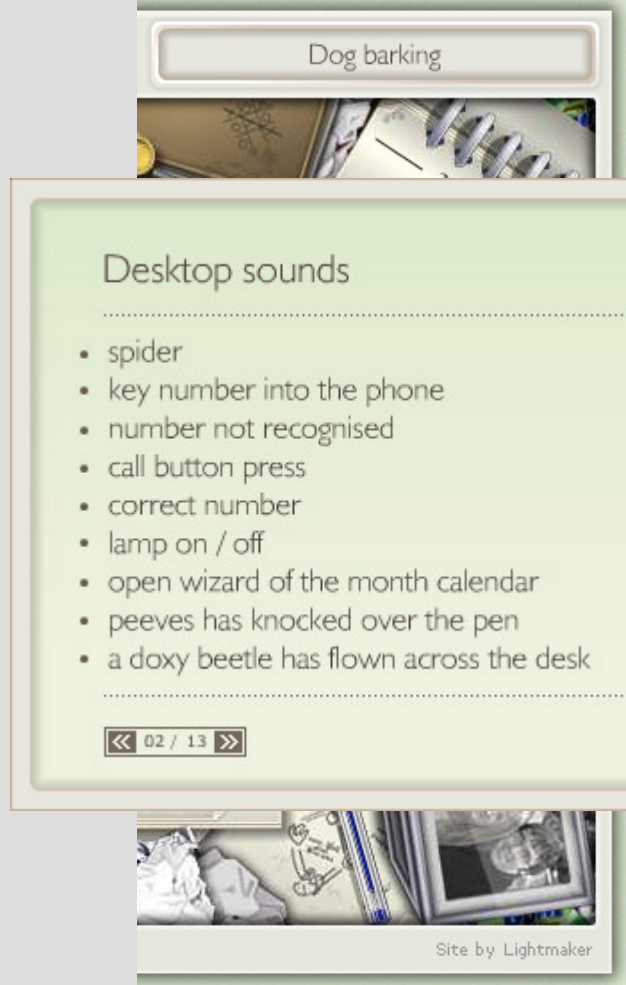 Dog barking
Desktop sounds
spider
key number into the phone
number not recognised
call button press
correct number
lamp on / off
open wizard of the month calendar
peeves has knocked over the pen
a doxy beetle has flown across the desk
02 / 13
Site by Lightmaker